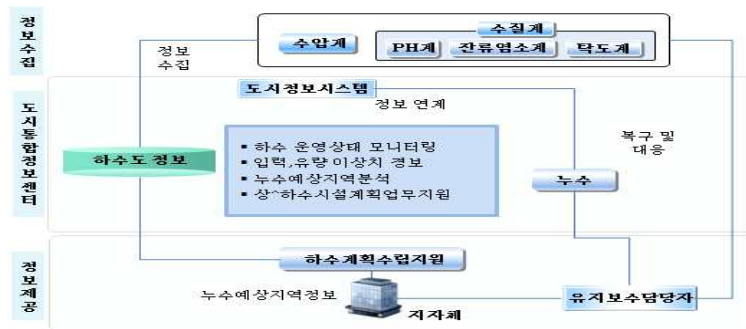 정보수집
수압계
수질계
PH계
잔류염소계
탁도계
정보
수집
도시통합정보센터
도시정보시스템
정보 연계
하수도 정보
▪ 하수 운영상태 모니터링
▪ 입력,유량 이상치 정보
▪ 누수예상지역분석
▪ 상^하수시설계획업무지원
복구 및
대응
누수
정보제공
하수계획수립지원
누수예상지역정보
지자체
유지보수담당자